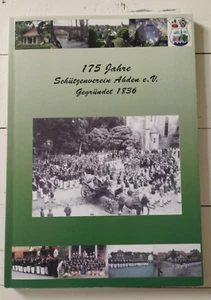 175 Jahre
Schützenverein Ahden e.V.
Gegründet 1836